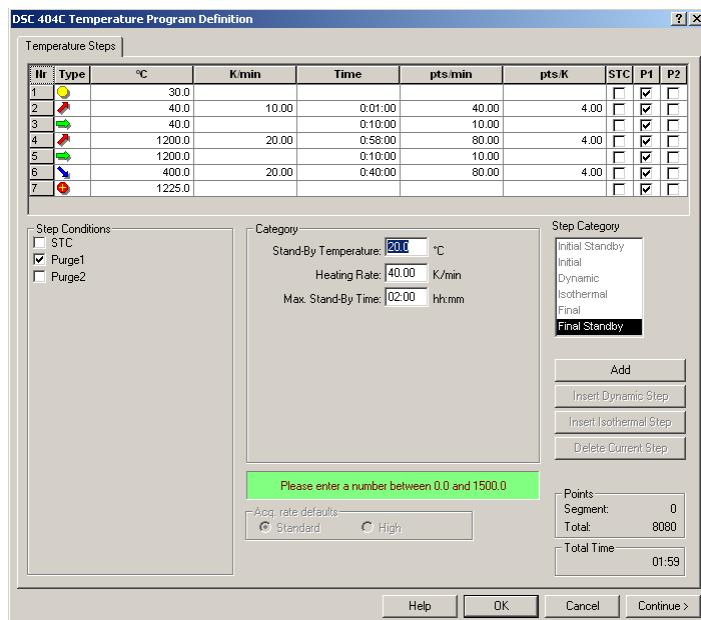 DSC 404C Temperature Program Definition
Temperature Steps
Nr Type °C K/min Time pts/min pts/K STC P1 P2
1 30.0
2 40.0 10.00 0:01:00 40.00 4.00
3 40.0 0:10:00 10.00
4 1200.0 20.00 0:58:00 80.00 4.00
5 1200.0 0:10:00 10.00
6 400.0 20.00 0:40:00 80.00 4.00
7 1225.0
Step Conditions
STC
Purge1
Purge2
Category
Stand-By Temperature: 20.0 °C
Heating Rate: 40.00 K/min
Max. Stand-By Time: 02:00 hh:mm
Step Category
Initial Standby
Initial
Dynamic
Isothermal
Final
Final Standby
Add
Insert Dynamic Step
Insert Isothermal Step
Delete Current Step
Please enter a number between 0.0 and 1500.0
Acq. rate defaults
Standard High
Points
Segment: 0
Total: 8080
Total Time
01:59
Help OK Cancel Continue >